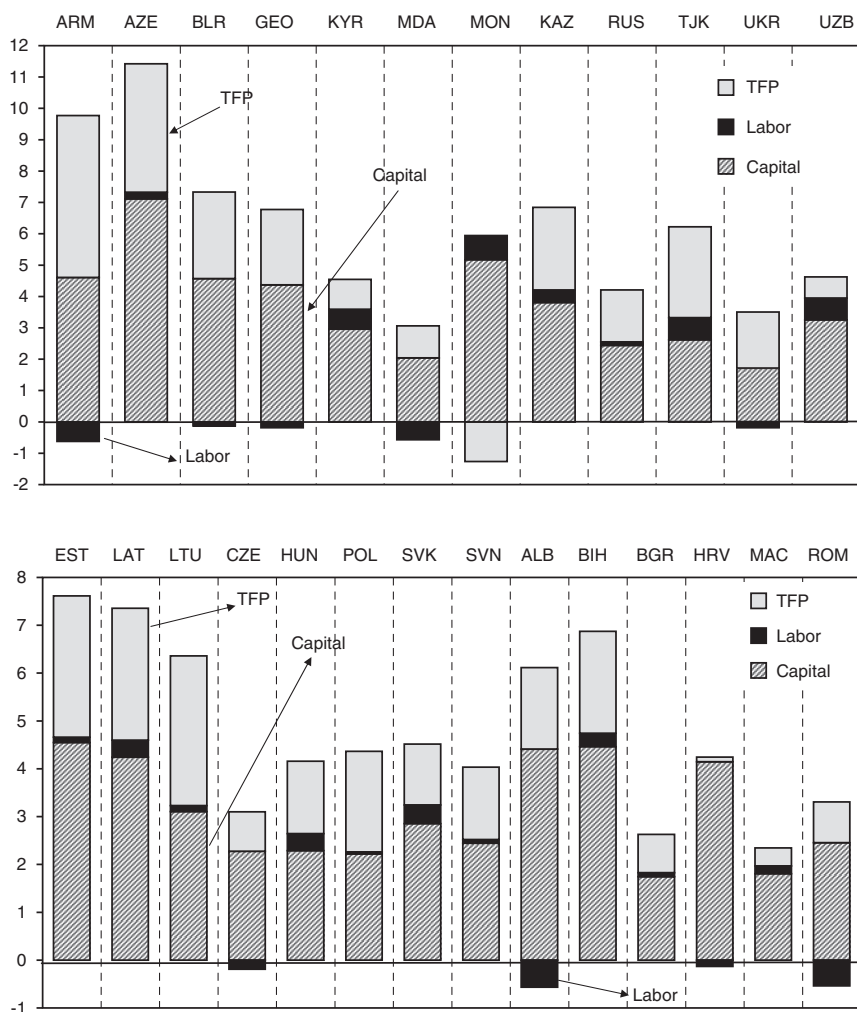 ARM AZE BLR GEO KYR MDA MON KAZ RUS TJK UKR UZB
12
11
10
9
8
7
6
5
4
3
2
1
0
-1
-2
TFP
Capital
Labor
TFP
Labor
Capital
EST LAT LTU CZE HUN POL SVK SVN ALB BIH BGR HRV MAC ROM
8
7
6
5
4
3
2
1
0
-1
TFP
Capital
Labor
TFP
Labor
Capital